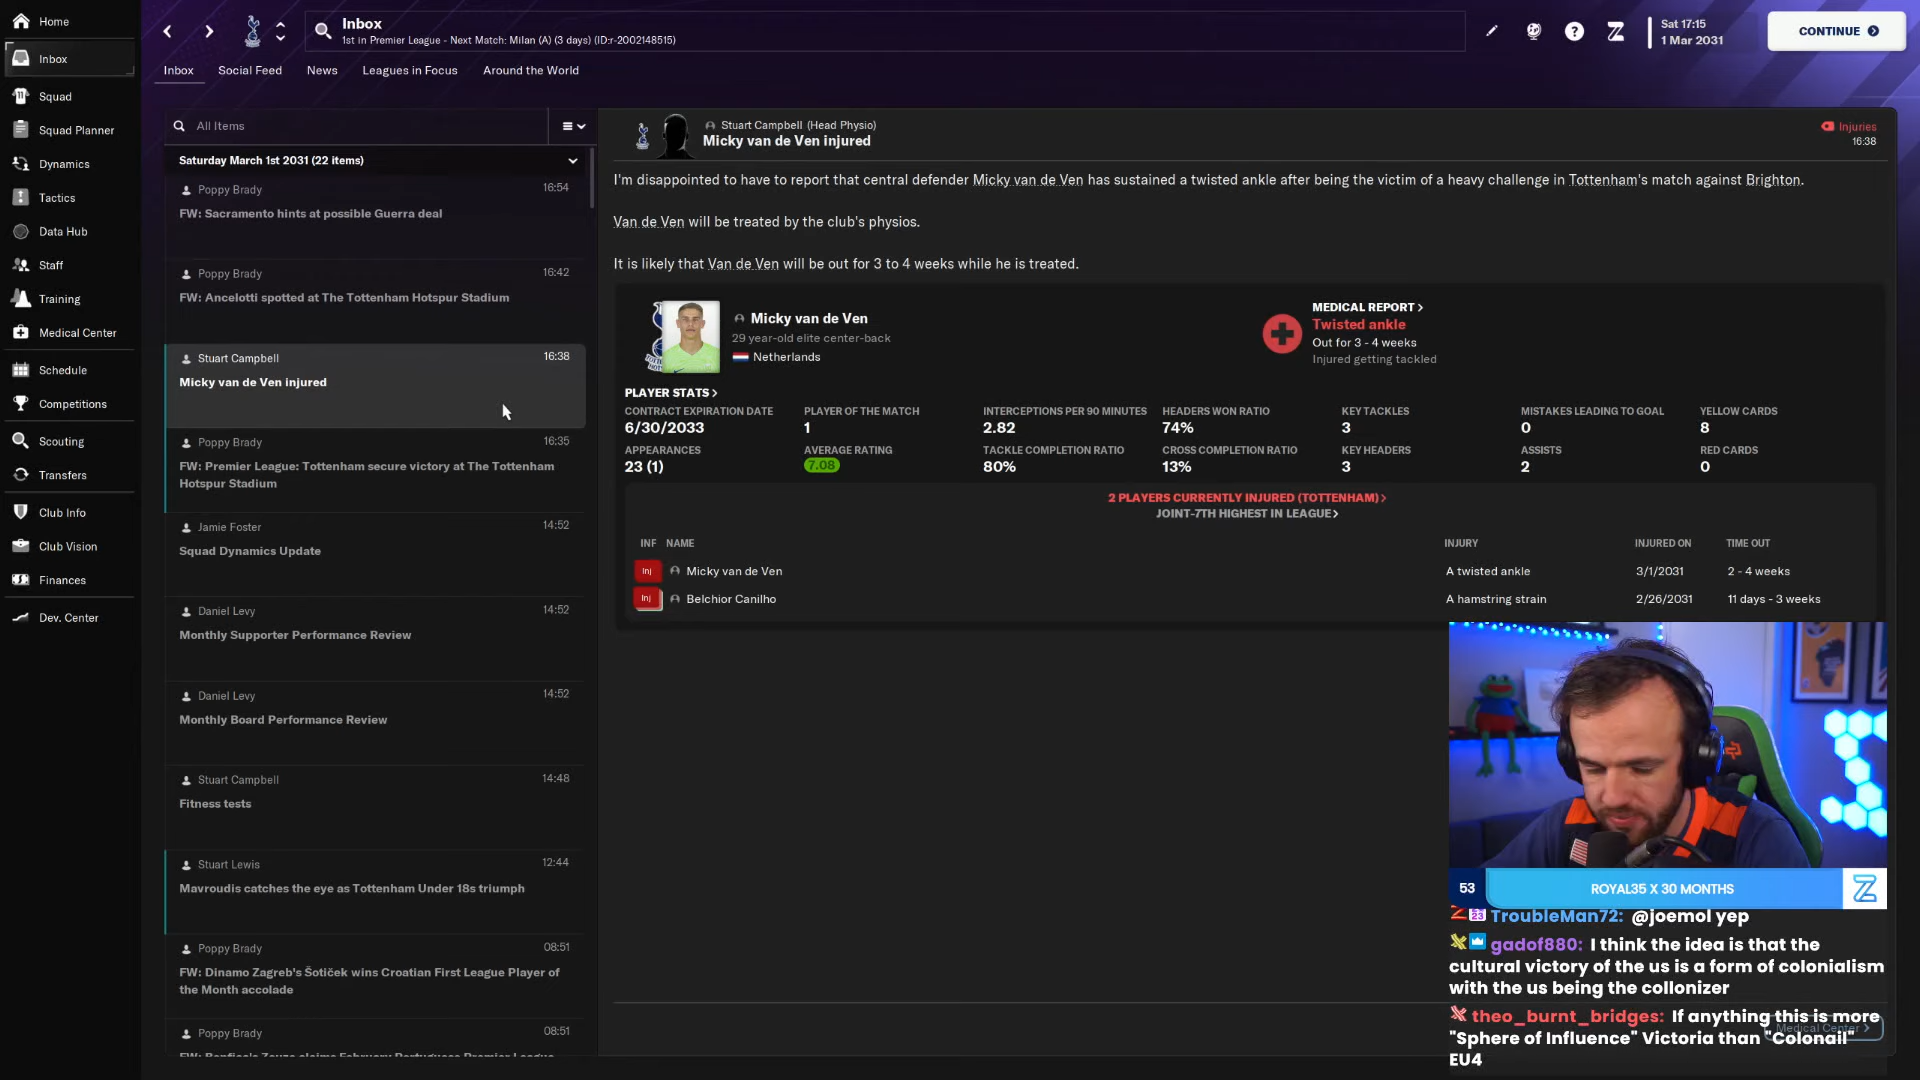 Home
Inbox
Squad
Squad Planner
Dynamics
Tactics
Data Hub
Staff
Training
Medical Center
Schedule
Competitions
Scouting
Transfers
Club Info
Club Vision
Finances
Dev. Center
Inbox
1st in Premier League - Next Match: Milan (A) (3 days) (ID:r-2002148515)
Sat 17:15
1 Mar 2031
CONTINUE
Inbox Social Feed News Leagues in Focus Around the World
All Items
Saturday March 1st 2031 (22 items)
Poppy Brady 16:54
FW: Sacramento hints at possible Guerra deal
Poppy Brady 16:42
FW: Ancelotti spotted at The Tottenham Hotspur Stadium
Stuart Campbell 16:38
Micky van de Ven injured
Poppy Brady 16:35
FW: Premier League: Tottenham secure victory at The Tottenham
Hotspur Stadium
Jamie Foster 14:52
Squad Dynamics Update
Daniel Levy 14:52
Monthly Supporter Performance Review
Daniel Levy 14:52
Monthly Board Performance Review
Stuart Campbell 14:48
Fitness tests
Stuart Lewis 12:44
Mavroudis catches the eye as Tottenham Under 18s triumph
Poppy Brady 08:51
FW: Dinamo Zagreb's Šotiček wins Croatian First League Player of
the Month accolade
Poppy Brady 08:51
Stuart Campbell (Head Physio)
Micky van de Ven injured
Injuries
16:38
I'm disappointed to have to report that central defender Micky van de Ven has sustained a twisted ankle after being the victim of a heavy challenge in Tottenham's match against Brighton.
Van de Ven will be treated by the club's physios.
It is likely that Van de Ven will be out for 3 to 4 weeks while he is treated.
Micky van de Ven
29 year-old elite center-back
Netherlands
MEDICAL REPORT >
Twisted ankle
Out for 3 - 4 weeks
Injured getting tackled
PLAYER STATS >
CONTRACT EXPIRATION DATE PLAYER OF THE MATCH INTERCEPTIONS PER 90 MINUTES HEADERS WON RATIO KEY TACKLES MISTAKES LEADING TO GOAL YELLOW CARDS
6/30/2033 1 2.82 74% 3 0 8
APPEARANCES AVERAGE RATING TACKLE COMPLETION RATIO CROSS COMPLETION RATIO KEY HEADERS ASSISTS RED CARDS
23 (1) 7.08 80% 13% 3 2 0
2 PLAYERS CURRENTLY INJURED (TOTTENHAM) >
JOINT-7TH HIGHEST IN LEAGUE >
INF NAME INJURY INJURED ON TIME OUT
Inj Micky van de Ven A twisted ankle 3/1/2031 2 - 4 weeks
Inj Belchior Canilho A hamstring strain 2/26/2031 11 days - 3 weeks
53 ROYAL35 X 30 MONTHS
TroubleMan72: @joemol yep
gadof880: I think the idea is that the
cultural victory of the us is a form of colonialism
with the us being the collonizer
theo_burnt_bridges: If anything this is more
"Sphere of Influence" Victoria than "Colonail"
EU4
Medical Center >